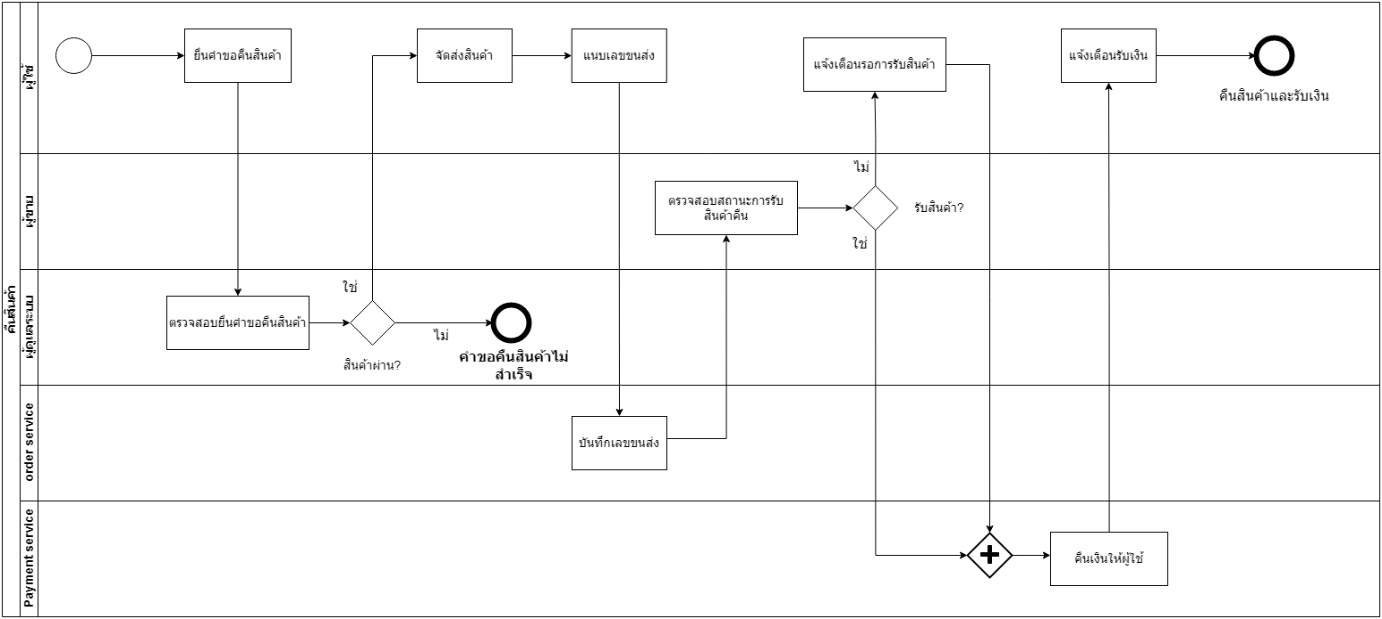 คืนสินค้า
ผู้ใช้
ยื่นคำขอคืนสินค้า
จัดส่งสินค้า
แนบเลขขนส่ง
แจ้งเตือนรอการรับสินค้า
แจ้งเตือนรับเงิน
คืนสินค้าและรับเงิน
ผู้ขาย
ตรวจสอบสถานะการรับ
สินค้าคืน
ไม่
รับสินค้า?
ใช่
ผู้ดูแลระบบ
ตรวจสอบยื่นคำขอคืนสินค้า
ใช่
สินค้าผ่าน?
ไม่
คำขอคืนสินค้าไม่
สำเร็จ
order service
บันทึกเลขขนส่ง
Payment service
คืนเงินให้ผู้ใช้